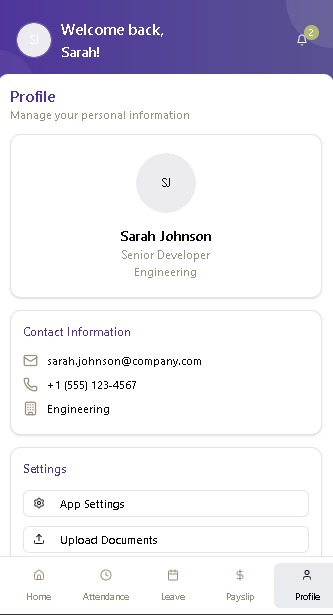 SJ
Welcome back,
Sarah!
2
Profile
Manage your personal information
SJ
Sarah Johnson
Senior Developer
Engineering
Contact Information
sarah.johnson@company.com
+1 (555) 123-4567
Engineering
Settings
App Settings
Upload Documents
Home
Attendance
Leave
Payslip
Profile